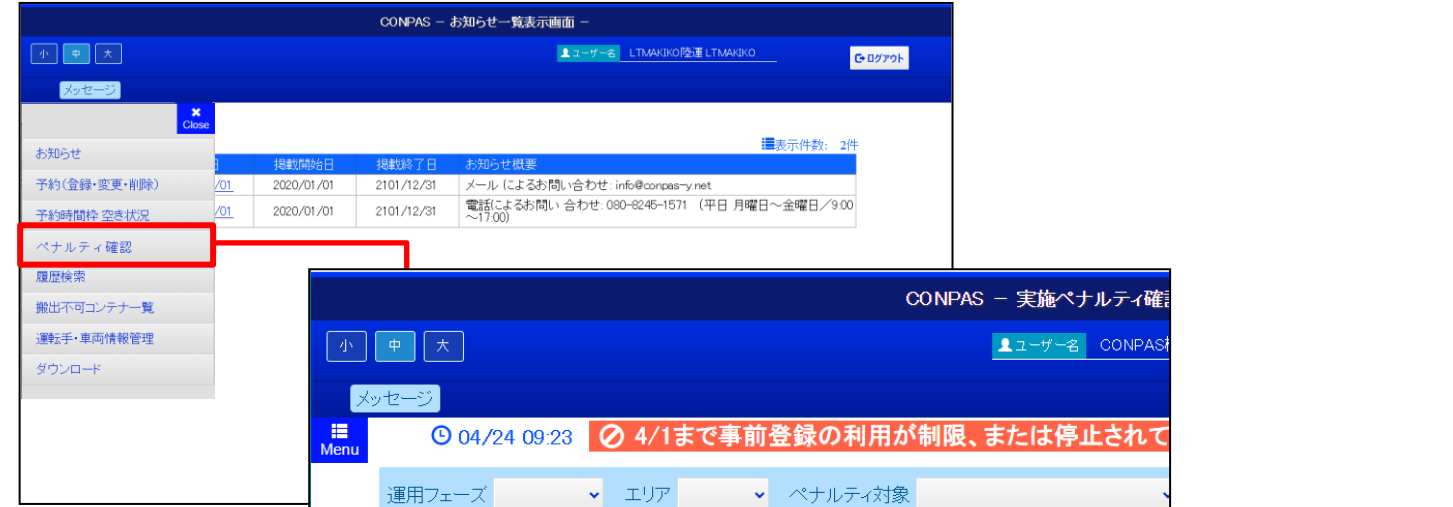 CONPAS － お知らせ一覧表示画面 －
小 中 大
ユーザー名 LTMAKIKO陸運 LTMAKIKO
ログアウト
メッセージ
Close
お知らせ
予約(登録・変更・削除)
予約時間枠 空き状況
ペナルティ確認
履歴検索
搬出不可コンテナ一覧
運転手・車両情報管理
ダウンロード
表示件数: 2件
日 掲載開始日 掲載終了日 お知らせ概要
/01 2020/01/01 2101/12/31 メール によるお問い合わせ: info@conpas-y.net
/01 2020/01/01 2101/12/31 電話によるお問い 合わせ: 080-6245-1571 （平日 月曜日～金曜日／9:00
～17:00)
CONPAS － 実施ペナルティ確
小 中 大
ユーザー名 CONPAS
メッセージ
Menu
04/24 09:23 4/1まで事前登録の利用が制限、または停止されて
運用フェーズ エリア ペナルティ対象